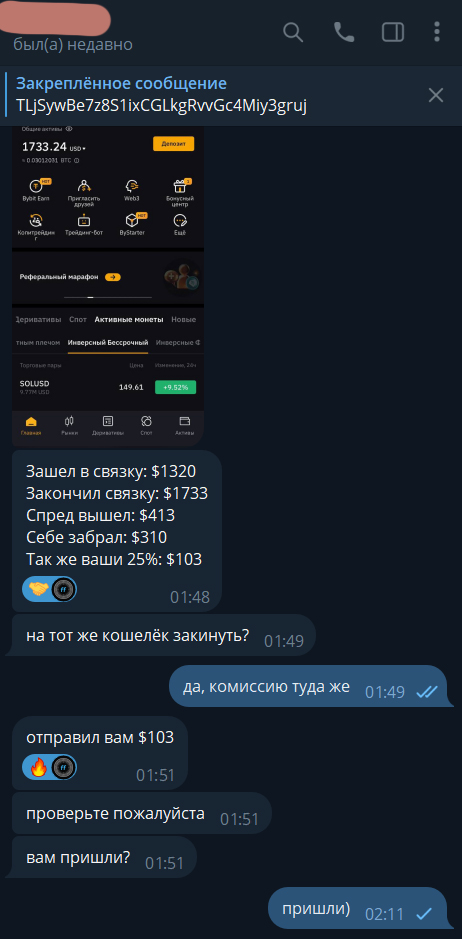 был(а) недавно
Закреплённое сообщение
TLjSywBe7z8S1ixCGLkgRvvGc4Miy3gruj
Общие активы
1733.24 USD
Депозит
≈ 0.03012031 BTC
HOT
Bybit Earn
Пригласить друзей
Web3
Бонусный центр
Копитрейдинг
Трейдинг-бот
HOT
ByStarter
Ещё
Реферальный марафон
Деривативы Спот Активные монеты Новые
тным плечом Инверсный Бессрочный Инверсные Ф
Торговые пары Цена Изменение, 24ч
SOLUSD 149.61 +9.52%
9.77M USD
Главная Рынки Деривативы Спот Активы
Зашел в связку: $1320
Закончил связку: $1733
Спред вышел: $413
Себе забрал: $310
Так же ваши 25%: $103
01:48
на тот же кошелёк закинуть? 01:49
да, комиссию туда же 01:49
отправил вам $103
01:51
проверьте пожалуйста 01:51
вам пришли? 01:51
пришли) 02:11